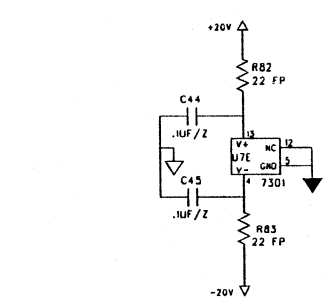 +20V
R82
22 FP
C44
.1UF/Z
13
V+
U7E
NC
12
GND
5
V-
4
7301
C45
.1UF/Z
R83
22 FP
-20V